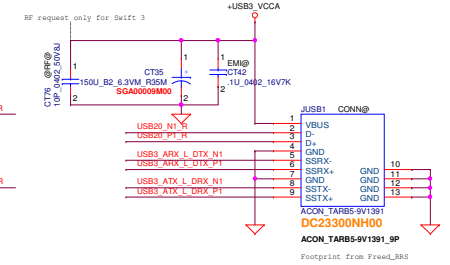 +USB3_VCCA
RF request only for Swift 3
@RF@
CT76
10P_0402_50V8J
1
2
1
CT35
+
150U_B2_6.3VM_R35M
SGA00009M00
2
1
EMI@
CT42
.1U_0402_16V7K
2
JUSB1 CONN@
1 VBUS
USB20_N1_R 2 D-
USB20_P1_R 3 D+
4 GND
USB3_ARX_L_DTX_N1 5 SSRX-
USB3_ARX_L_DTX_P1 6 SSRX+ GND 10
7 GND GND 11
USB3_ATX_L_DRX_N1 8 SSTX- GND 12
USB3_ATX_L_DRX_P1 9 SSTX+ GND 13
R
R
ACON_TARB5-9V1391
DC23300NH00
ACON_TARB5-9V1391_9P
Footprint from Freed_RRS